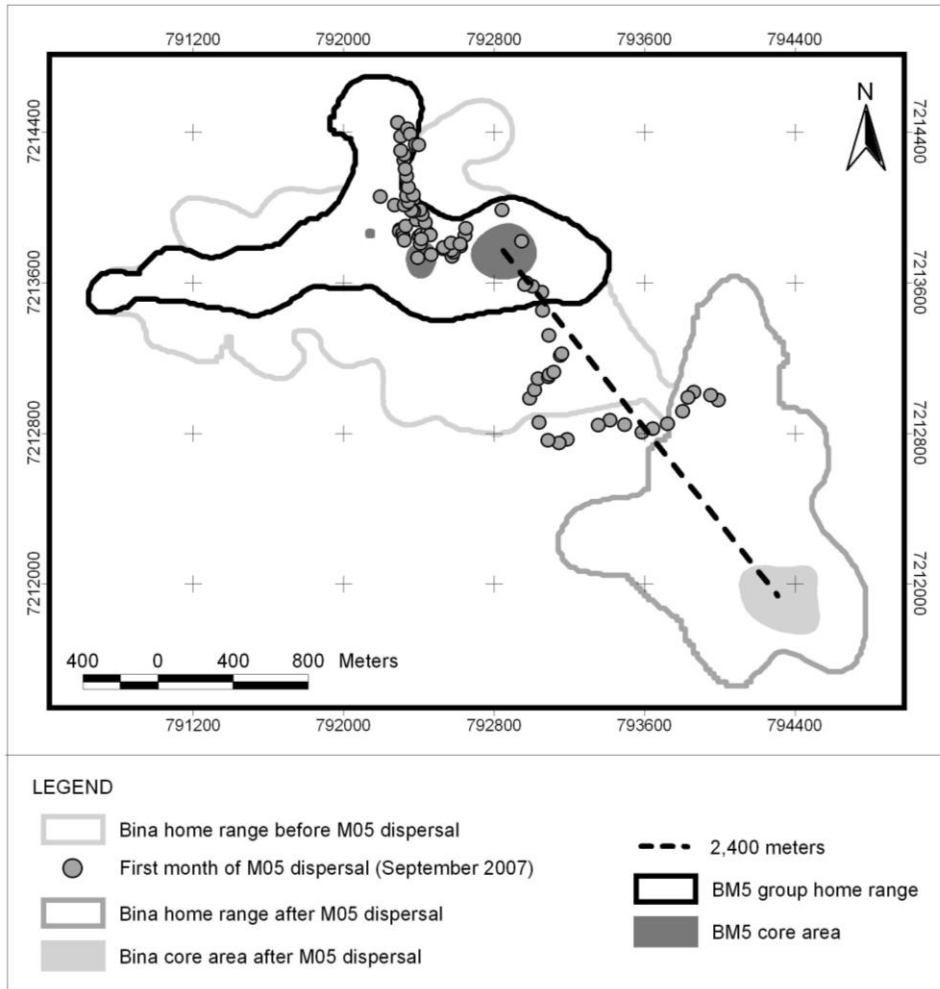 791200 792000 792800 793600 794400
N
7214400 7214400
7213600 7213600
7212800 7212800
7212000 7212000
400 0 400 800 Meters
791200 792000 792800 793600 794400
LEGEND
Bina home range before M05 dispersal
First month of M05 dispersal (September 2007)
Bina home range after M05 dispersal
Bina core area after M05 dispersal
2,400 meters
BM5 group home range
BM5 core area